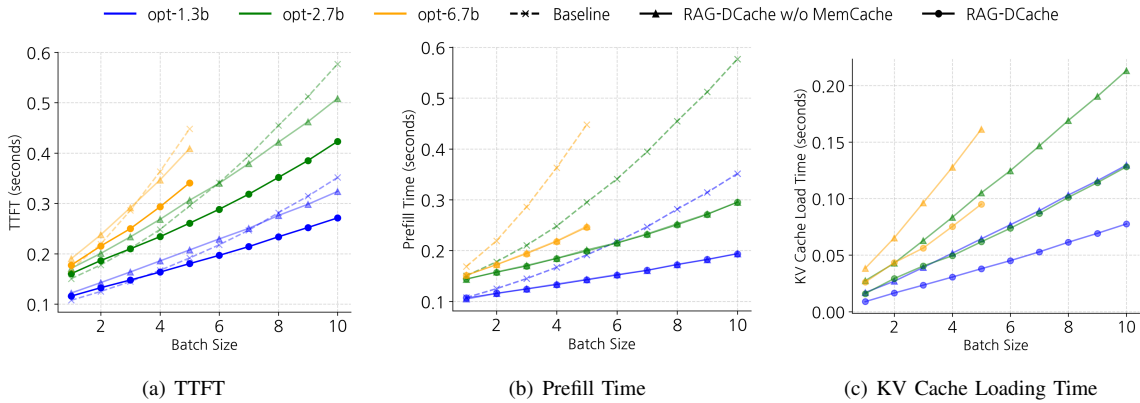 opt-1.3b opt-2.7b opt-6.7b Baseline RAG-DCache w/o MemCache RAG-DCache
TTFT (seconds)
0.6
0.5
0.4
0.3
0.2
0.1
2 4 6 8 10
Batch Size
(a) TTFT
Prefill Time (seconds)
0.6
0.5
0.4
0.3
0.2
0.1
2 4 6 8 10
Batch Size
(b) Prefill Time
KV Cache Load Time (seconds)
0.20
0.15
0.10
0.05
0.00
2 4 6 8 10
Batch Size
(c) KV Cache Loading Time